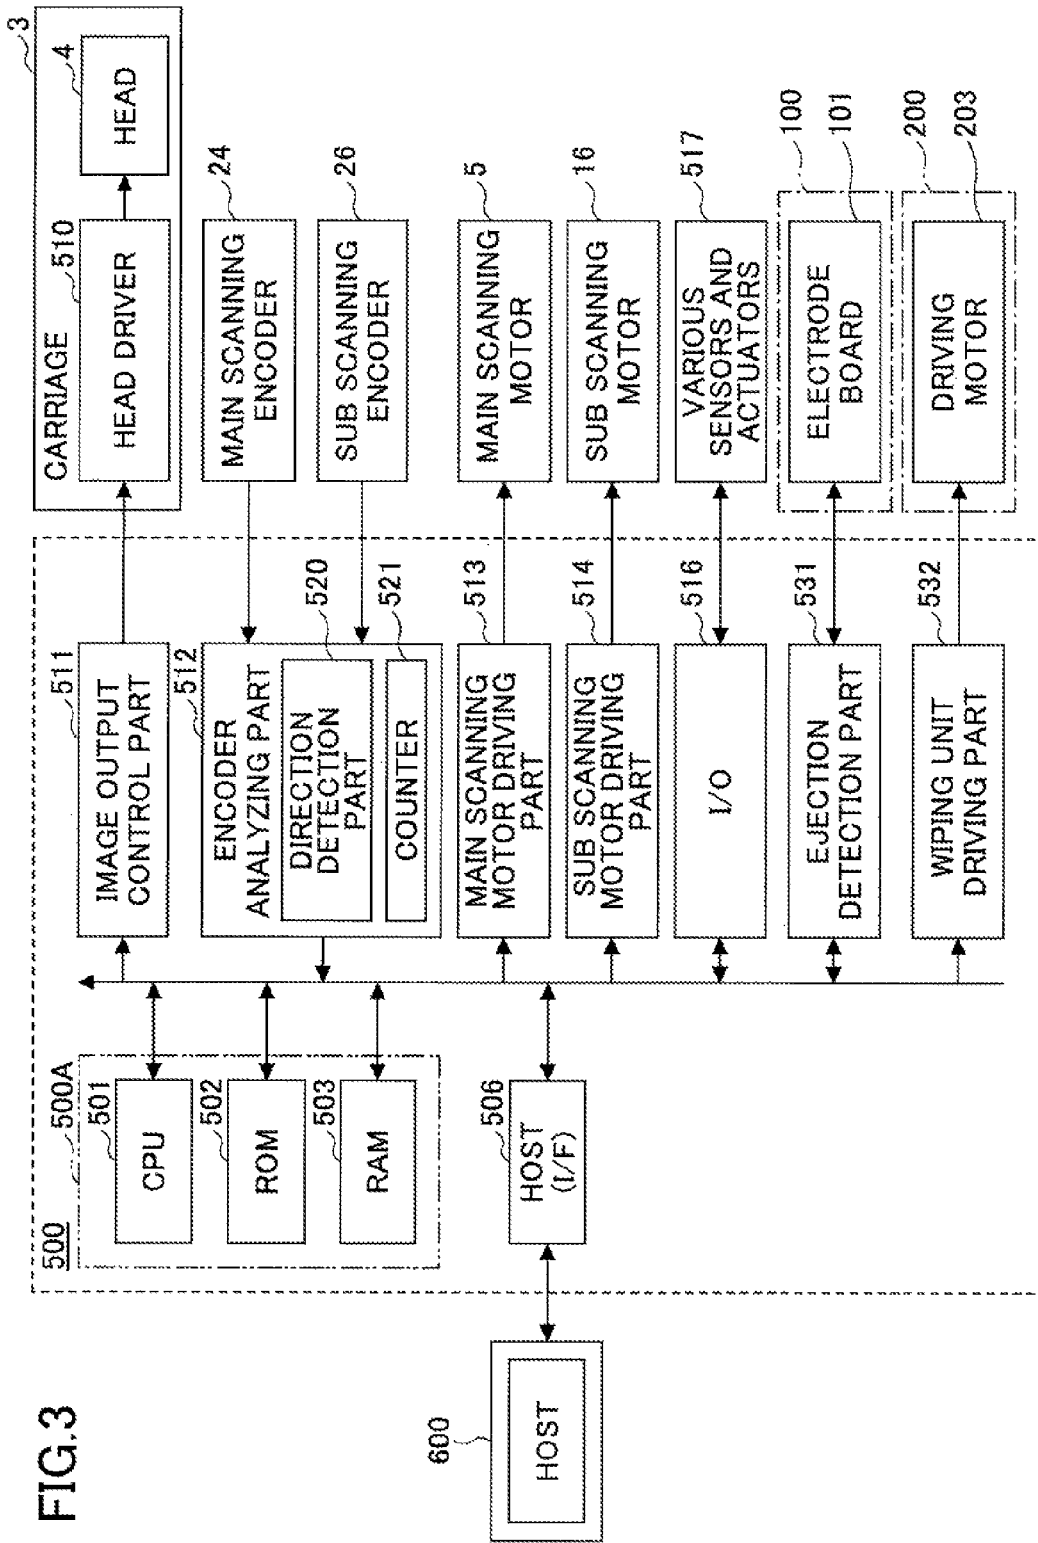 FIG.3
600
HOST
500
500A
501
CPU
502
ROM
503
RAM
506
HOST
(I/F)
511
IMAGE OUTPUT
CONTROL PART
512
ENCODER
ANALYZING PART
DIRECTION
DETECTION
PART
520
COUNTER
521
MAIN SCANNING
MOTOR DRIVING
PART
513
SUB SCANNING
MOTOR DRIVING
PART
514
I/O
516
EJECTION
DETECTION PART
531
WIPING UNIT
DRIVING PART
532
CARRIAGE
3
510
HEAD DRIVER
4
HEAD
MAIN SCANNING
ENCODER
24
SUB SCANNING
ENCODER
26
MAIN SCANNING
MOTOR
5
SUB SCANNING
MOTOR
16
VARIOUS
SENSORS AND
ACTUATORS
517
ELECTRODE
BOARD
100
101
DRIVING
MOTOR
200
203